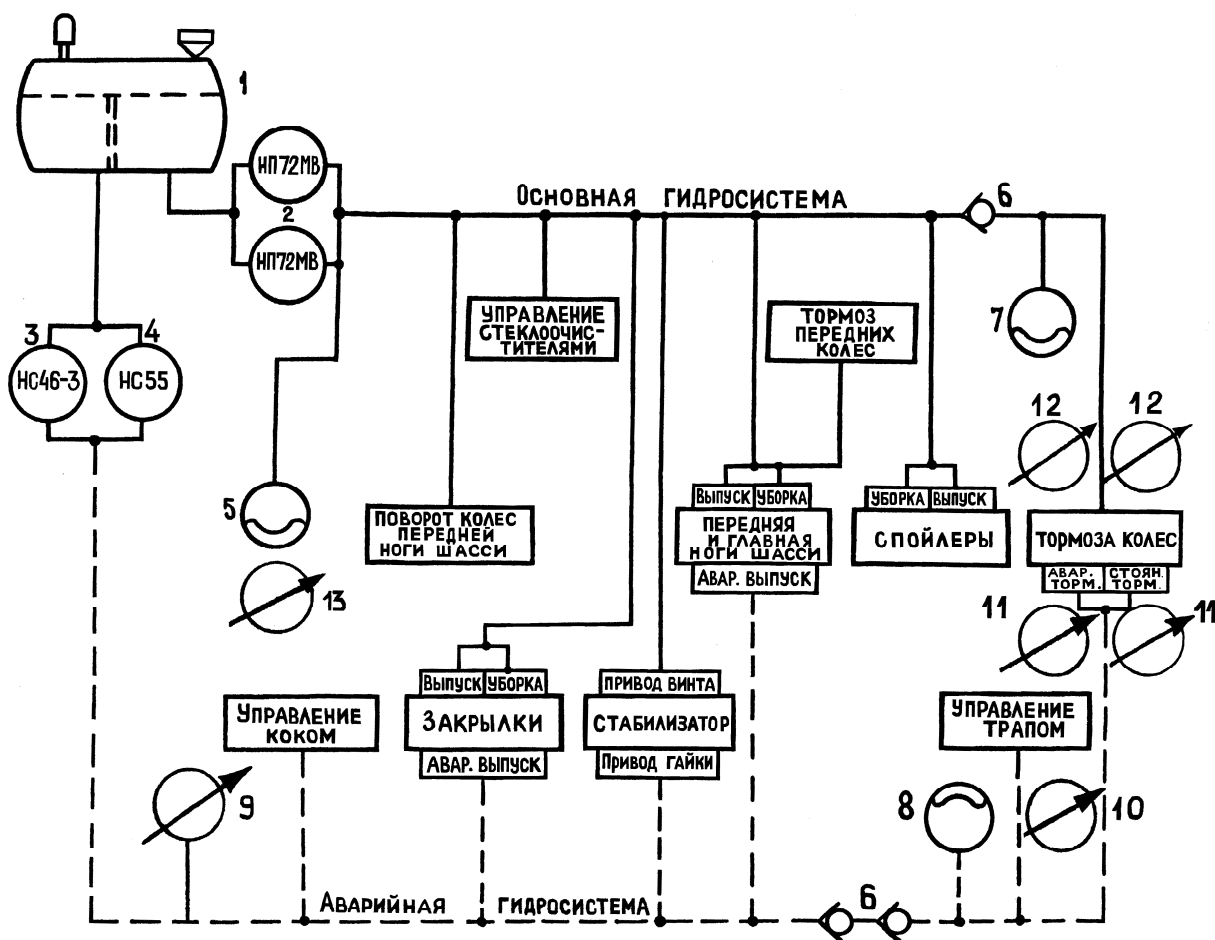 1
НП72МВ
2
НП72МВ
ОСНОВНАЯ ГИДРОСИСТЕМА
6
УПРАВЛЕНИЕ
СТЕКЛООЧИС-
ТИТЕЛЯМИ
ТОРМОЗ
ПЕРЕДНИХ
КОЛЕС
7
3
4
НС46-3
НС55
12
12
5
ПОВОРОТ КОЛЕС
ПЕРЕДНЕЙ
НОГИ ШАССИ
ВЫПУСК УБОРКА
ПЕРЕДНЯЯ
И ГЛАВНАЯ
НОГИ ШАССИ
АВАР. ВЫПУСК
УБОРКА ВЫПУСК
СПОЙЛЕРЫ
ТОРМОЗА КОЛЕС
АВАР. ТОРМ.
СТОЯН. ТОРМ.
13
11
11
УПРАВЛЕНИЕ
КОКОМ
ВЫПУСК УБОРКА
ЗАКРЫЛКИ
АВАР. ВЫПУСК
ПРИВОД ВИНТА
СТАБИЛИЗАТОР
ПРИВОД ГАЙКИ
УПРАВЛЕНИЕ
ТРАПОМ
9
8
10
АВАРИЙНАЯ ГИДРОСИСТЕМА
6